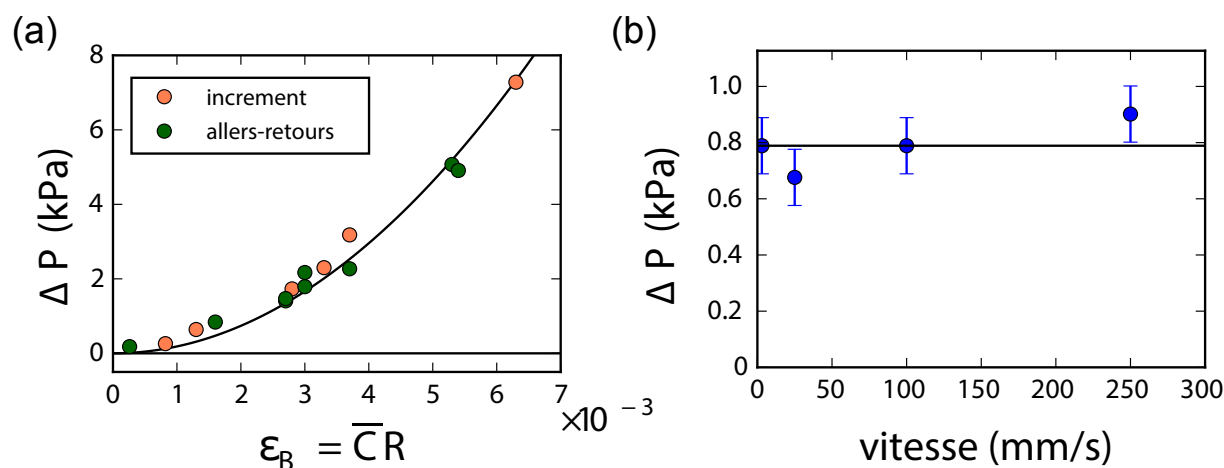 (a)
8
6
4
2
0
Δ P (kPa)
increment
allers-retours
0 1 2 3 4 5 6 7
×10 −3
ε_B = C̅R
(b)
1.0
0.8
0.6
0.4
0.2
0.0
Δ P (kPa)
0 50 100 150 200 250 300
vitesse (mm/s)